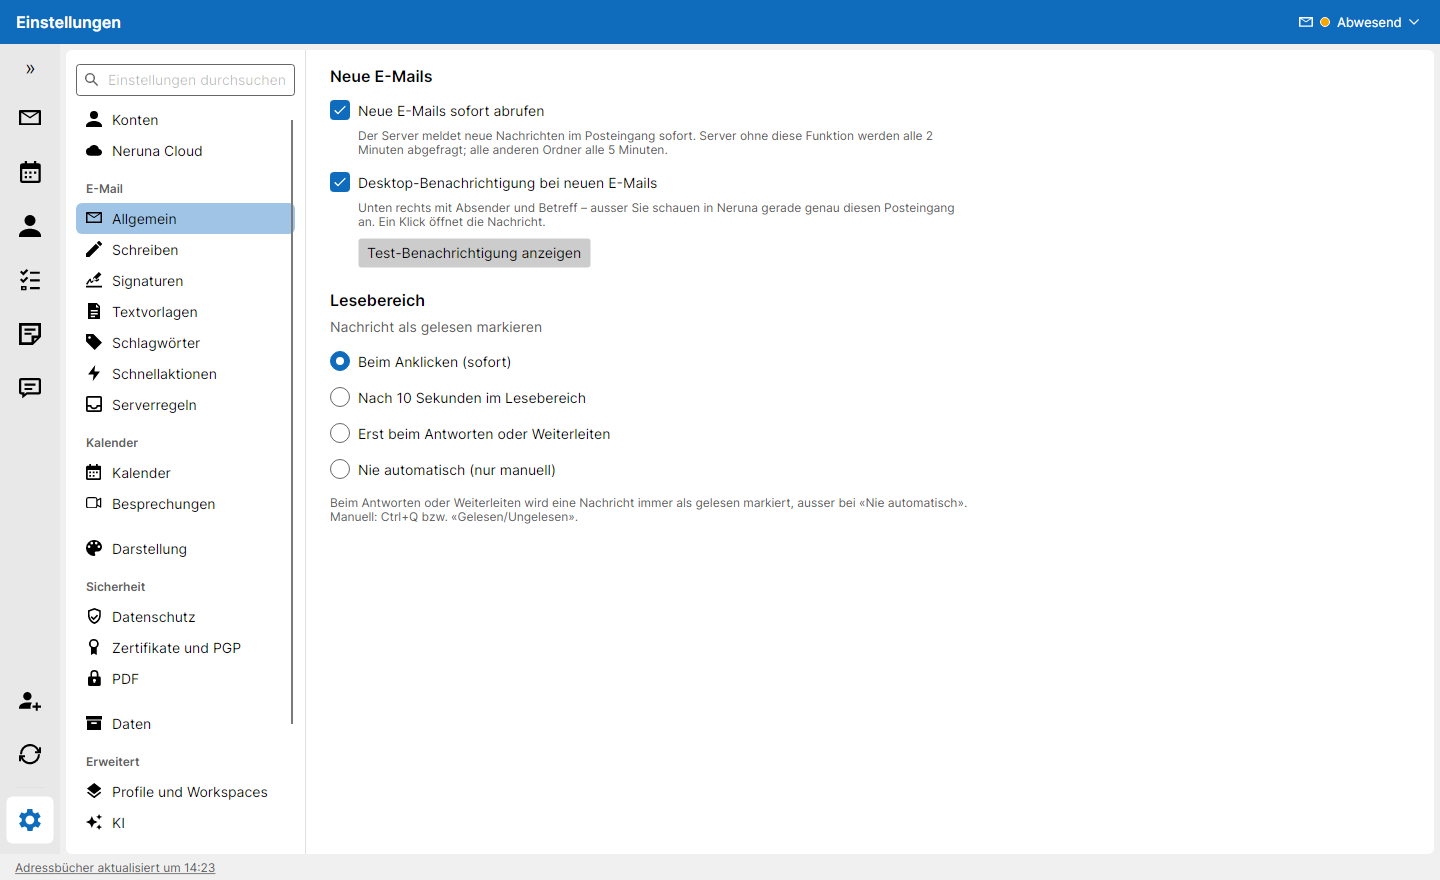 Einstellungen
Abwesend
»
Einstellungen durchsuchen
Konten
Neruna Cloud
E-Mail
Allgemein
Schreiben
Signaturen
Textvorlagen
Schlagwörter
Schnellaktionen
Serverregeln
Kalender
Kalender
Besprechungen
Darstellung
Sicherheit
Datenschutz
Zertifikate und PGP
PDF
Daten
Erweitert
Profile und Workspaces
KI
Neue E-Mails
Neue E-Mails sofort abrufen
Der Server meldet neue Nachrichten im Posteingang sofort. Server ohne diese Funktion werden alle 2
Minuten abgefragt; alle anderen Ordner alle 5 Minuten.
Desktop-Benachrichtigung bei neuen E-Mails
Unten rechts mit Absender und Betreff – ausser Sie schauen in Neruna gerade genau diesen Posteingang
an. Ein Klick öffnet die Nachricht.
Test-Benachrichtigung anzeigen
Lesebereich
Nachricht als gelesen markieren
Beim Anklicken (sofort)
Nach 10 Sekunden im Lesebereich
Erst beim Antworten oder Weiterleiten
Nie automatisch (nur manuell)
Beim Antworten oder Weiterleiten wird eine Nachricht immer als gelesen markiert, ausser bei «Nie automatisch».
Manuell: Ctrl+Q bzw. «Gelesen/Ungelesen».
Adressbücher aktualisiert um 14:23